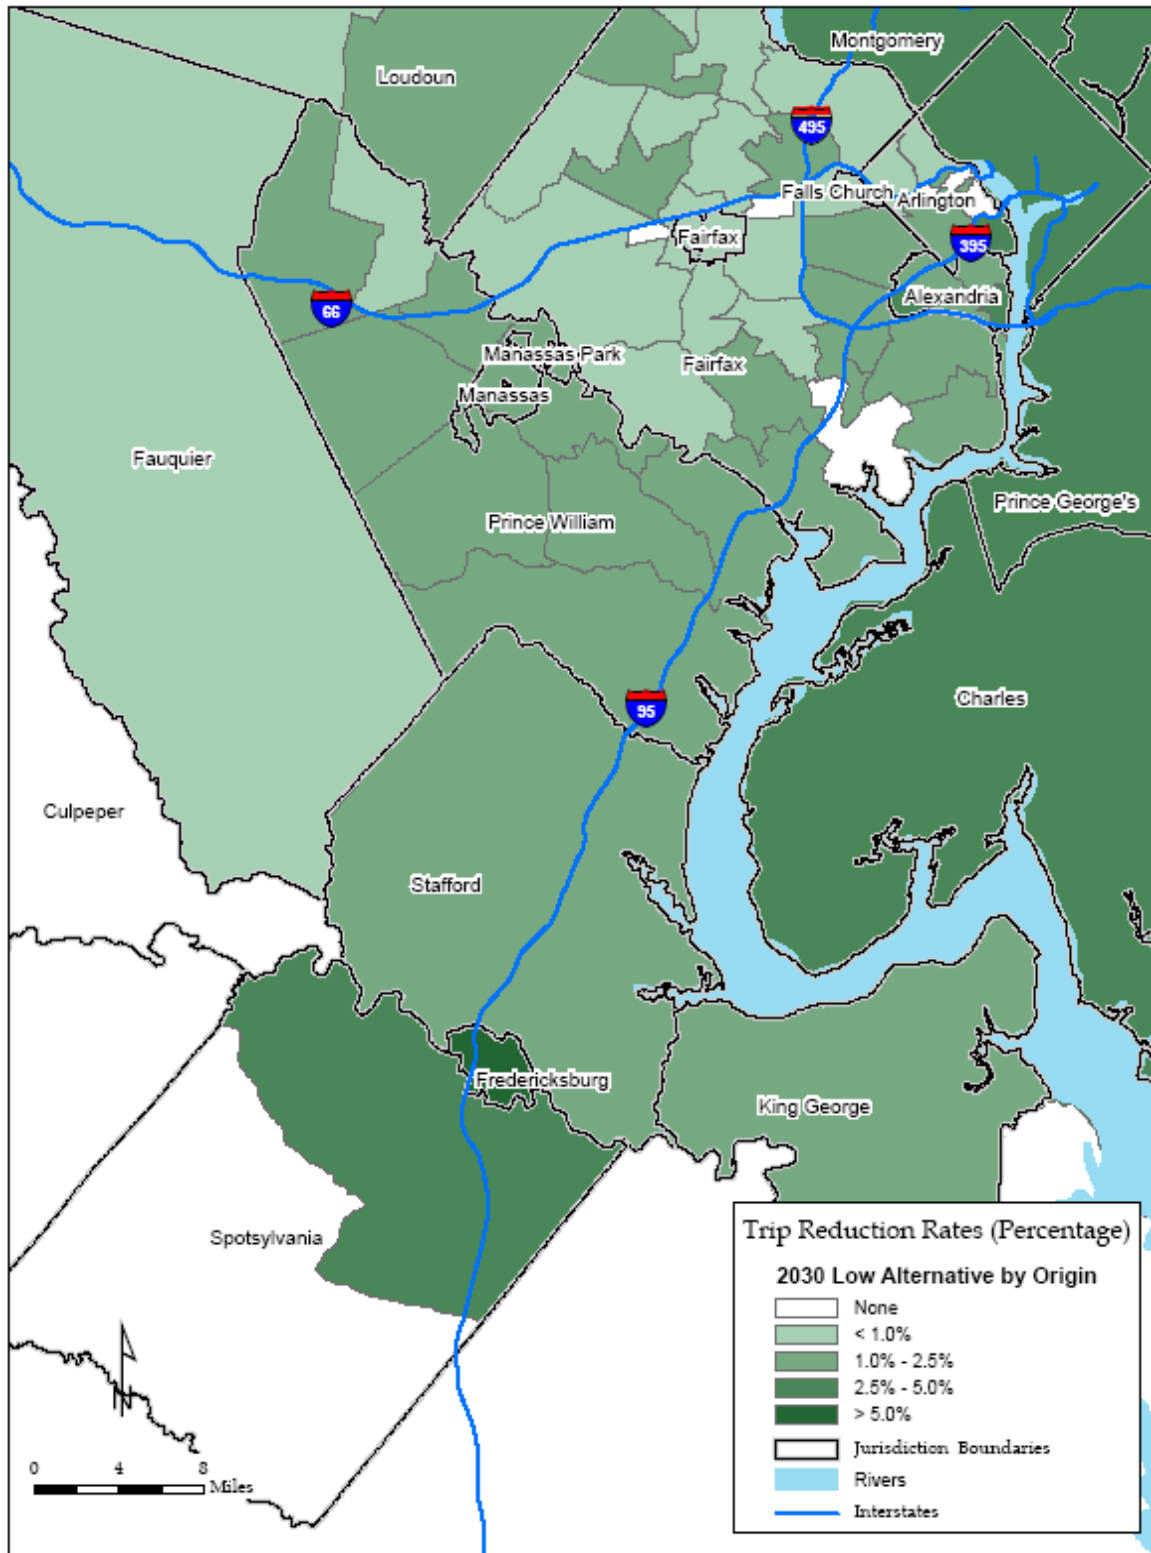 Montgomery
Loudoun
495
Falls Church
Arlington
Fairfax
395
Alexandria
66
Manassas Park
Fairfax
Manassas
Fauquier
Prince George's
Prince William
Charles
95
Culpeper
Stafford
Fredericksburg
King George
Spotsylvania
Trip Reduction Rates (Percentage)
2030 Low Alternative by Origin
None
< 1.0%
1.0% - 2.5%
2.5% - 5.0%
> 5.0%
Jurisdiction Boundaries
Rivers
Interstates
N
0 4 8
Miles